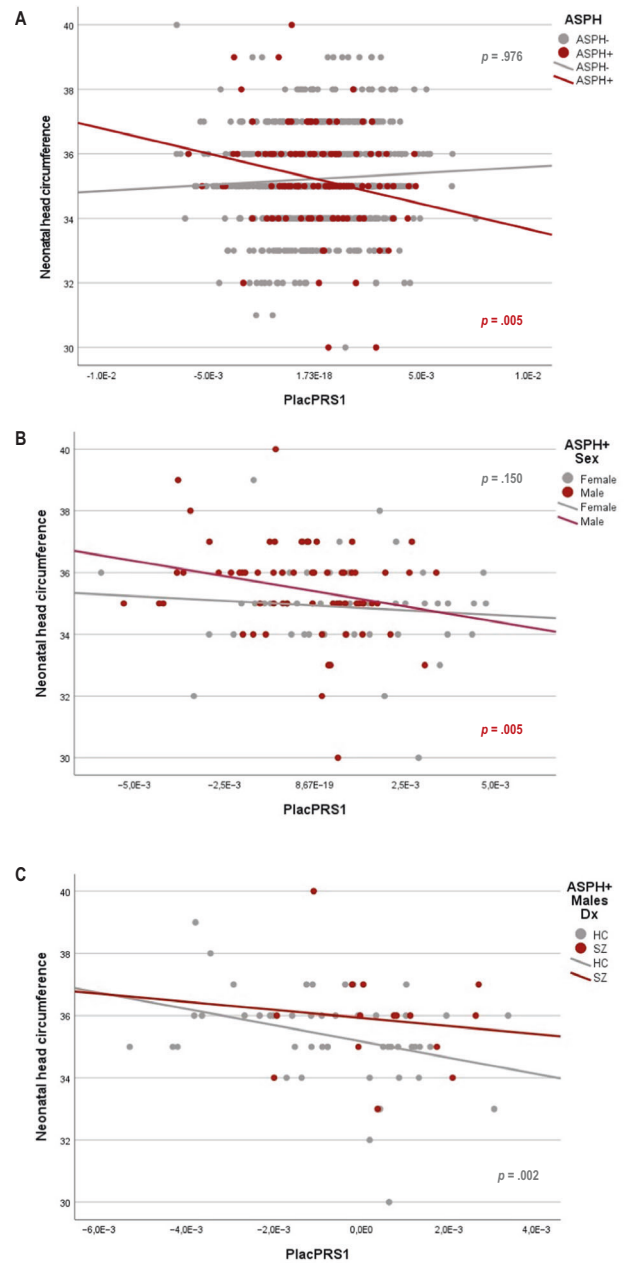 A
ASPH
ASPH-
ASPH+
ASPH-
ASPH+
p = .976
Neonatal head circumference
40
38
36
34
32
30
p = .005
-1.0E-2
-5.0E-3
1.73E-18
5.0E-3
1.0E-2
PlacPRS1
B
ASPH+
Sex
Female
Male
Female
Male
p = .150
Neonatal head circumference
40
38
36
34
32
30
p = .005
-5,0E-3
-2,5E-3
8,67E-19
2,5E-3
5,0E-3
PlacPRS1
C
ASPH+
Males
Dx
HC
SZ
HC
SZ
Neonatal head circumference
40
38
36
34
32
30
p = .002
-6,0E-3
-4,0E-3
-2,0E-3
0,0E0
2,0E-3
4,0E-3
PlacPRS1